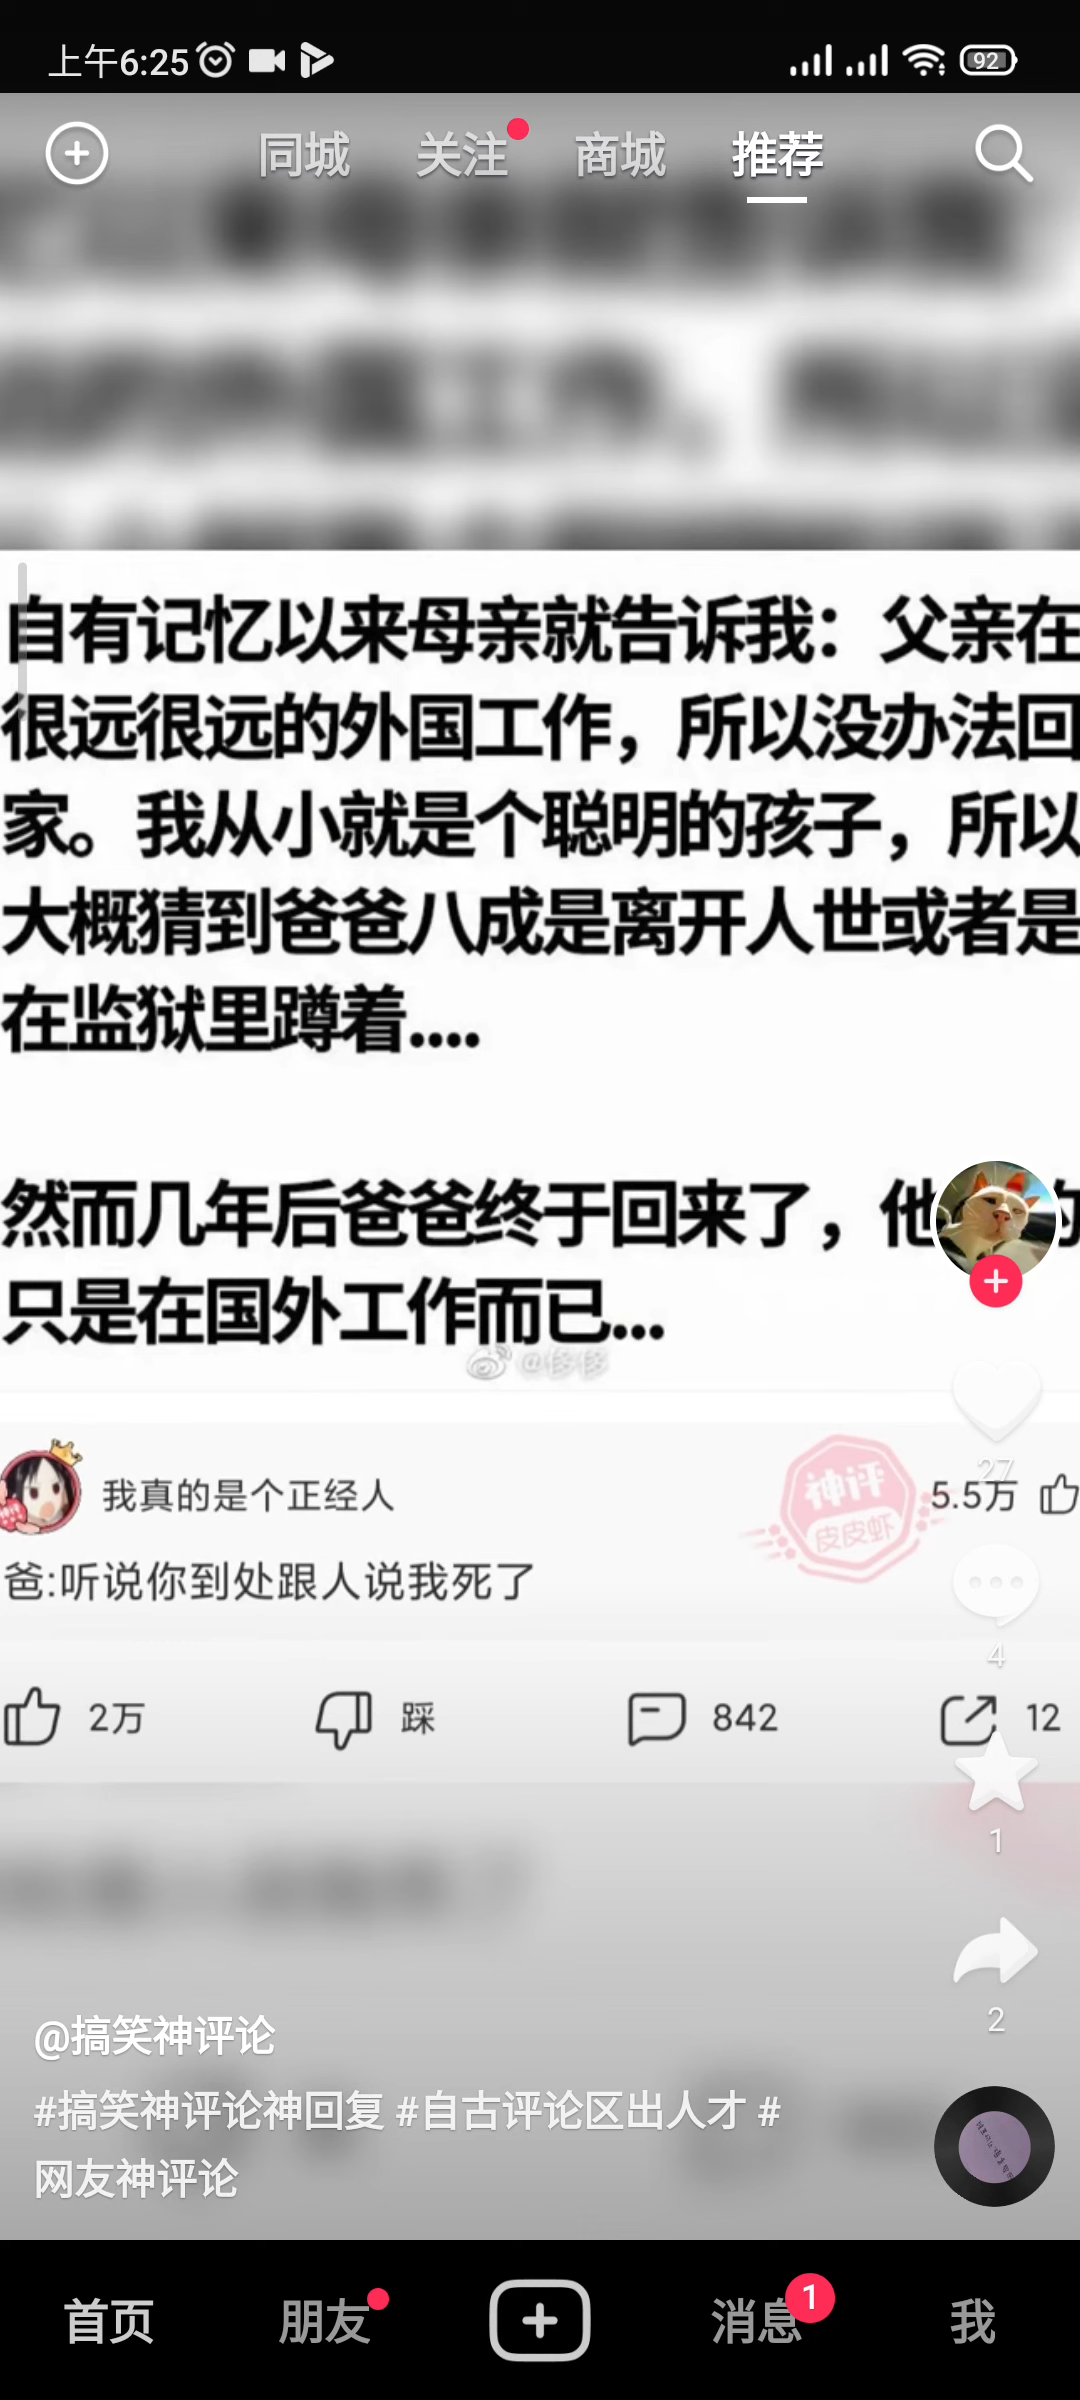 上午6:25
92
同城 关注 商城 推荐
自有记忆以来母亲就告诉我：父亲在
很远很远的外国工作，所以没办法回
家。我从小就是个聪明的孩子，所以
大概猜到爸爸八成是离开人世或者是
在监狱里蹲着....
然而几年后爸爸终于回来了，他 的
只是在国外工作而已...
我真的是个正经人
神评
皮皮虾
5.5万
27
爸:听说你到处跟人说我死了
4
2万 踩 842 12
1
2
@搞笑神评论
#搞笑神评论神回复 #自古评论区出人才 #
网友神评论
首页 朋友 消息 1 我